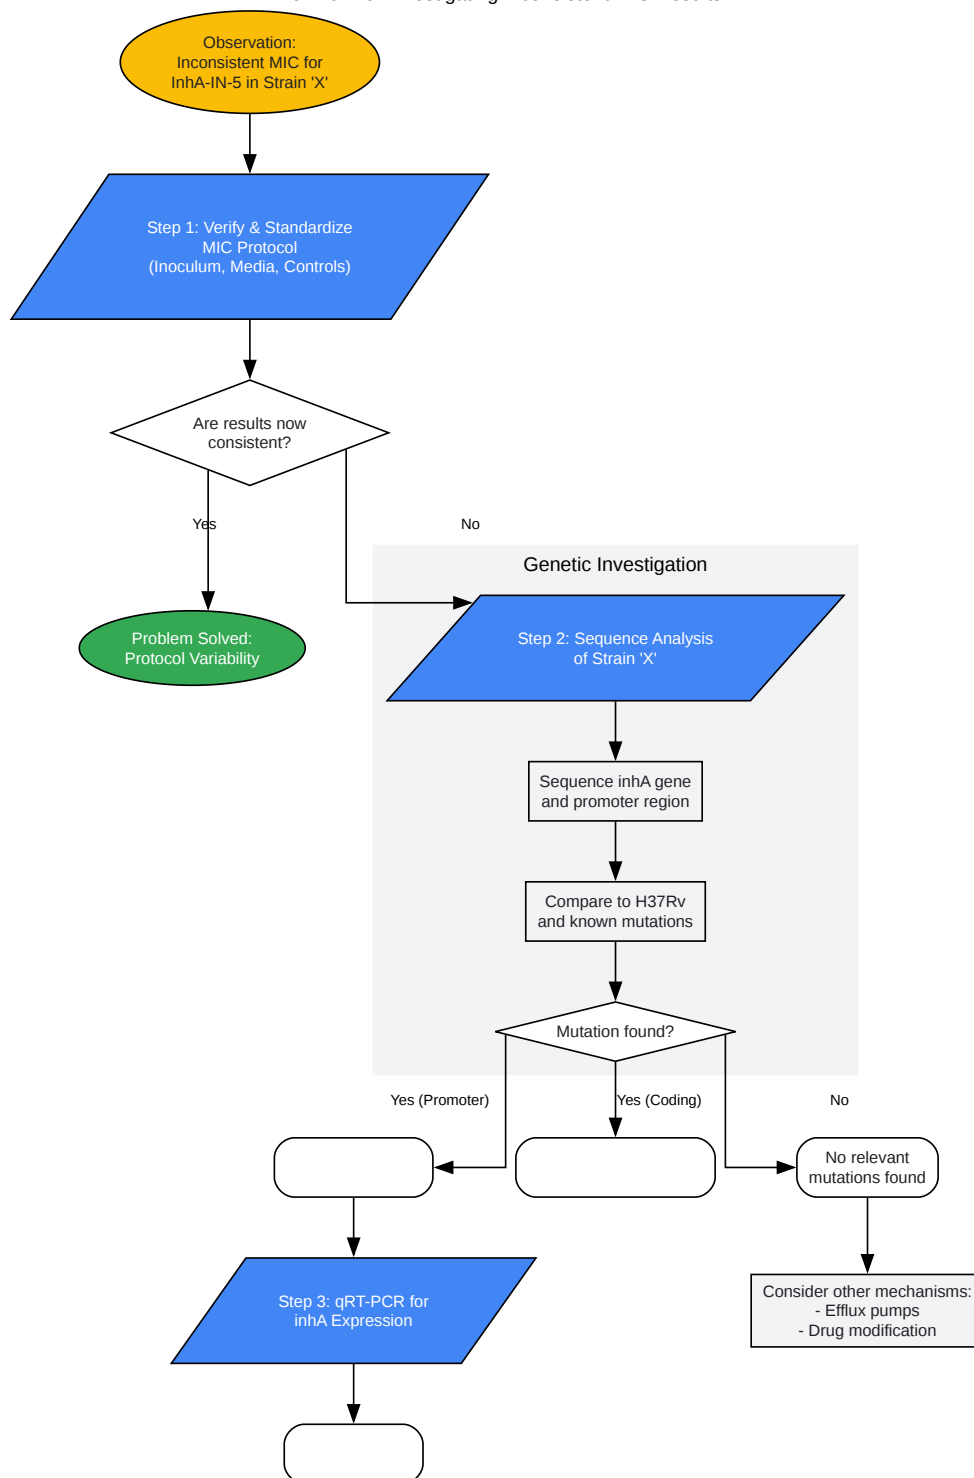 Observation:
Inconsistent MIC for
InhA-IN-5 in Strain 'X'
Step 1: Verify & Standardize
MIC Protocol
(Inoculum, Media, Controls)
Are results now
consistent?
Yes
No
Genetic Investigation
Problem Solved:
Protocol Variability
Step 2: Sequence Analysis
of Strain 'X'
Sequence inhA gene
and promoter region
Compare to H37Rv
and known mutations
Mutation found?
Yes (Promoter)
Yes (Coding)
No
No relevant
mutations found
Step 3: qRT-PCR for
inhA Expression
Consider other mechanisms:
- Efflux pumps
- Drug modification